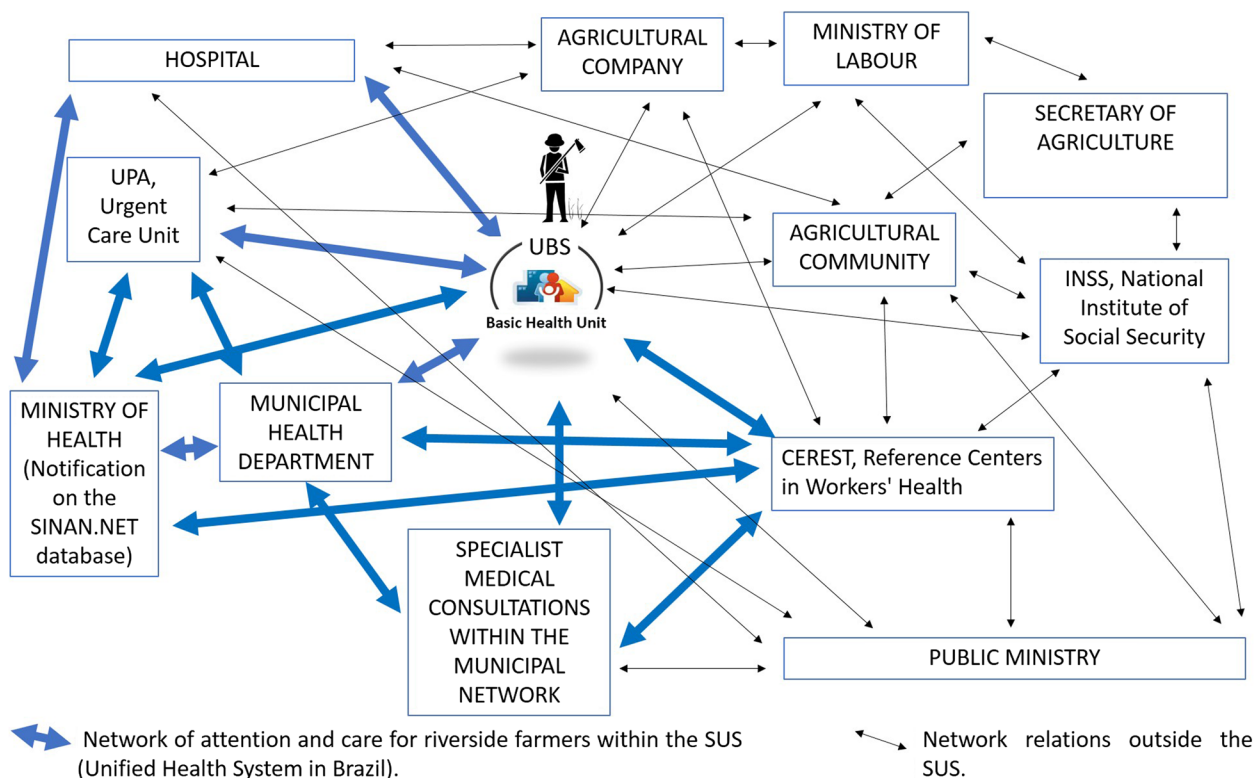 HOSPITAL
AGRICULTURAL
COMPANY
MINISTRY OF
LABOUR
SECRETARY OF
AGRICULTURE
UPA,
Urgent
Care Unit
UBS
Basic Health Unit
AGRICULTURAL
COMMUNITY
INSS, National
Institute of
Social Security
MINISTRY OF
HEALTH
(Notification
on the
SINAN.NET
database)
MUNICIPAL
HEALTH
DEPARTMENT
CEREST, Reference Centers
in Workers' Health
SPECIALIST
MEDICAL
CONSULTATIONS
WITHIN THE
MUNICIPAL
NETWORK
PUBLIC MINISTRY
Network of attention and care for riverside farmers within the SUS
(Unified Health System in Brazil).
Network relations outside the
SUS.